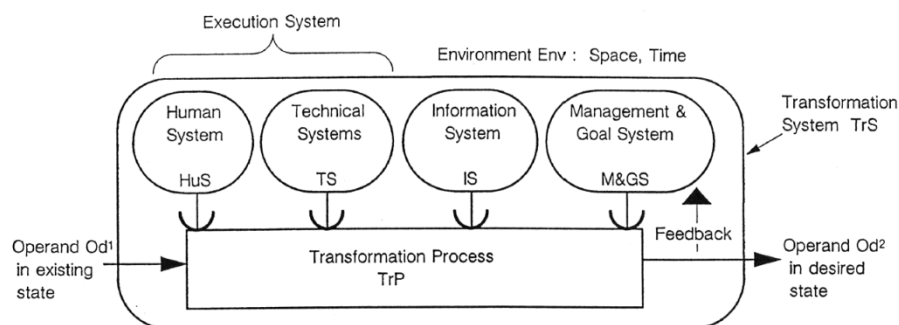 Execution System
Environment Env : Space, Time
Human
System
HuS
Technical
Systems
TS
Information
System
IS
Management &
Goal System
M&GS
Transformation
System TrS
Operand Od¹
in existing
state
Transformation Process
TrP
Feedback
Operand Od²
in desired
state